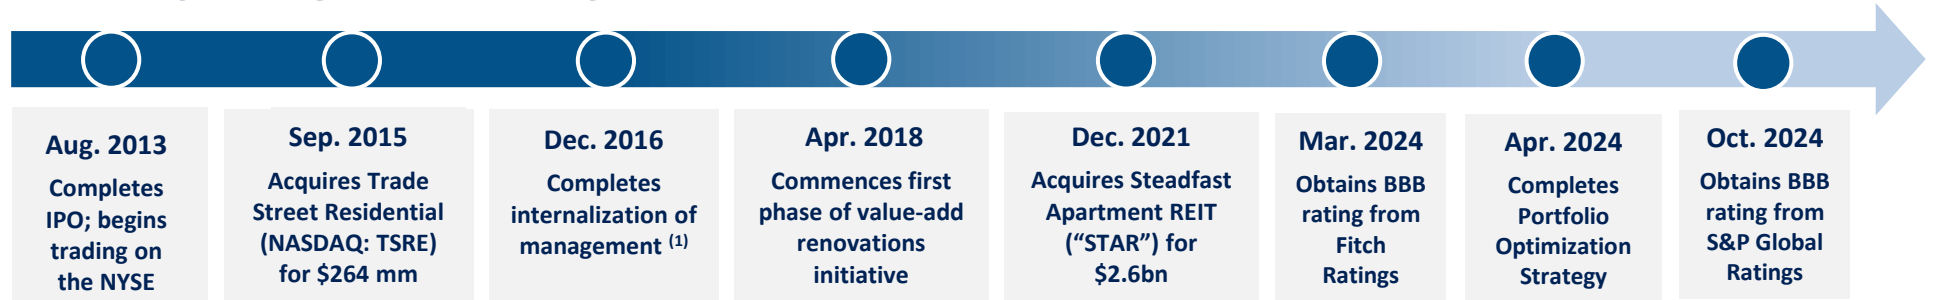 Aug. 2013
Completes
IPO; begins
trading on
the NYSE
Sep. 2015
Acquires Trade
Street Residential
(NASDAQ: TSRE)
for $264 mm
Dec. 2016
Completes
internalization of
management (1)
Apr. 2018
Commences first
phase of value-add
renovations
initiative
Dec. 2021
Acquires Steadfast
Apartment REIT
(“STAR”) for
$2.6bn
Mar. 2024
Obtains BBB
rating from
Fitch
Ratings
Apr. 2024
Completes
Portfolio
Optimization
Strategy
Oct. 2024
Obtains BBB
rating from
S&P Global
Ratings